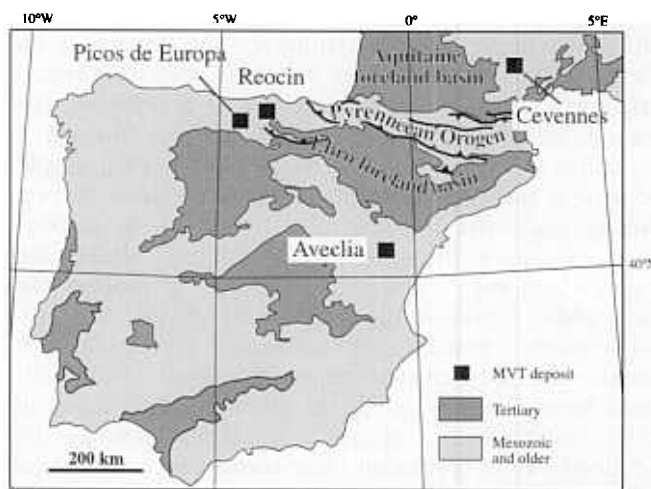 10°W 5°W 0° 5°E
Picos de Europa
Reocin
Aquitaine
foreland basin
Cevennes
Pyrennecan Orogen
Ebro foreland basin
Aveclia
40°N
MVT deposit
Tertiary
Mesozoic
and older
200 km